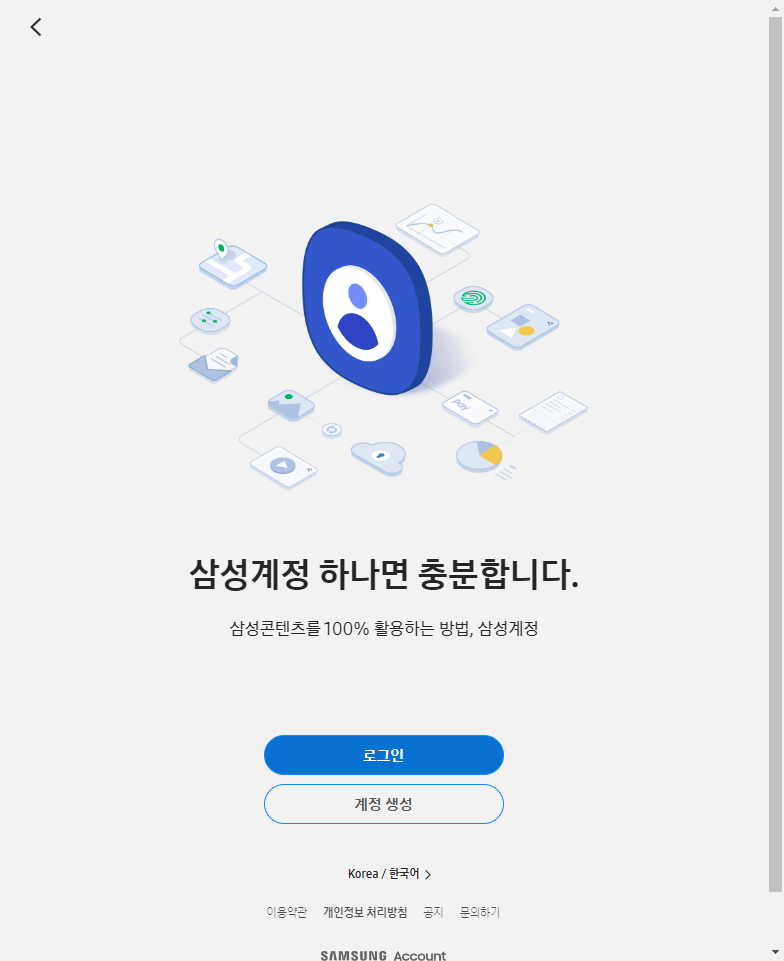 Pay
삼성계정 하나면 충분합니다.
삼성콘텐츠를 100% 활용하는 방법, 삼성계정
로그인
계정 생성
Korea / 한국어
이용약관 개인정보 처리방침 공지 문의하기
SAMSUNG Account